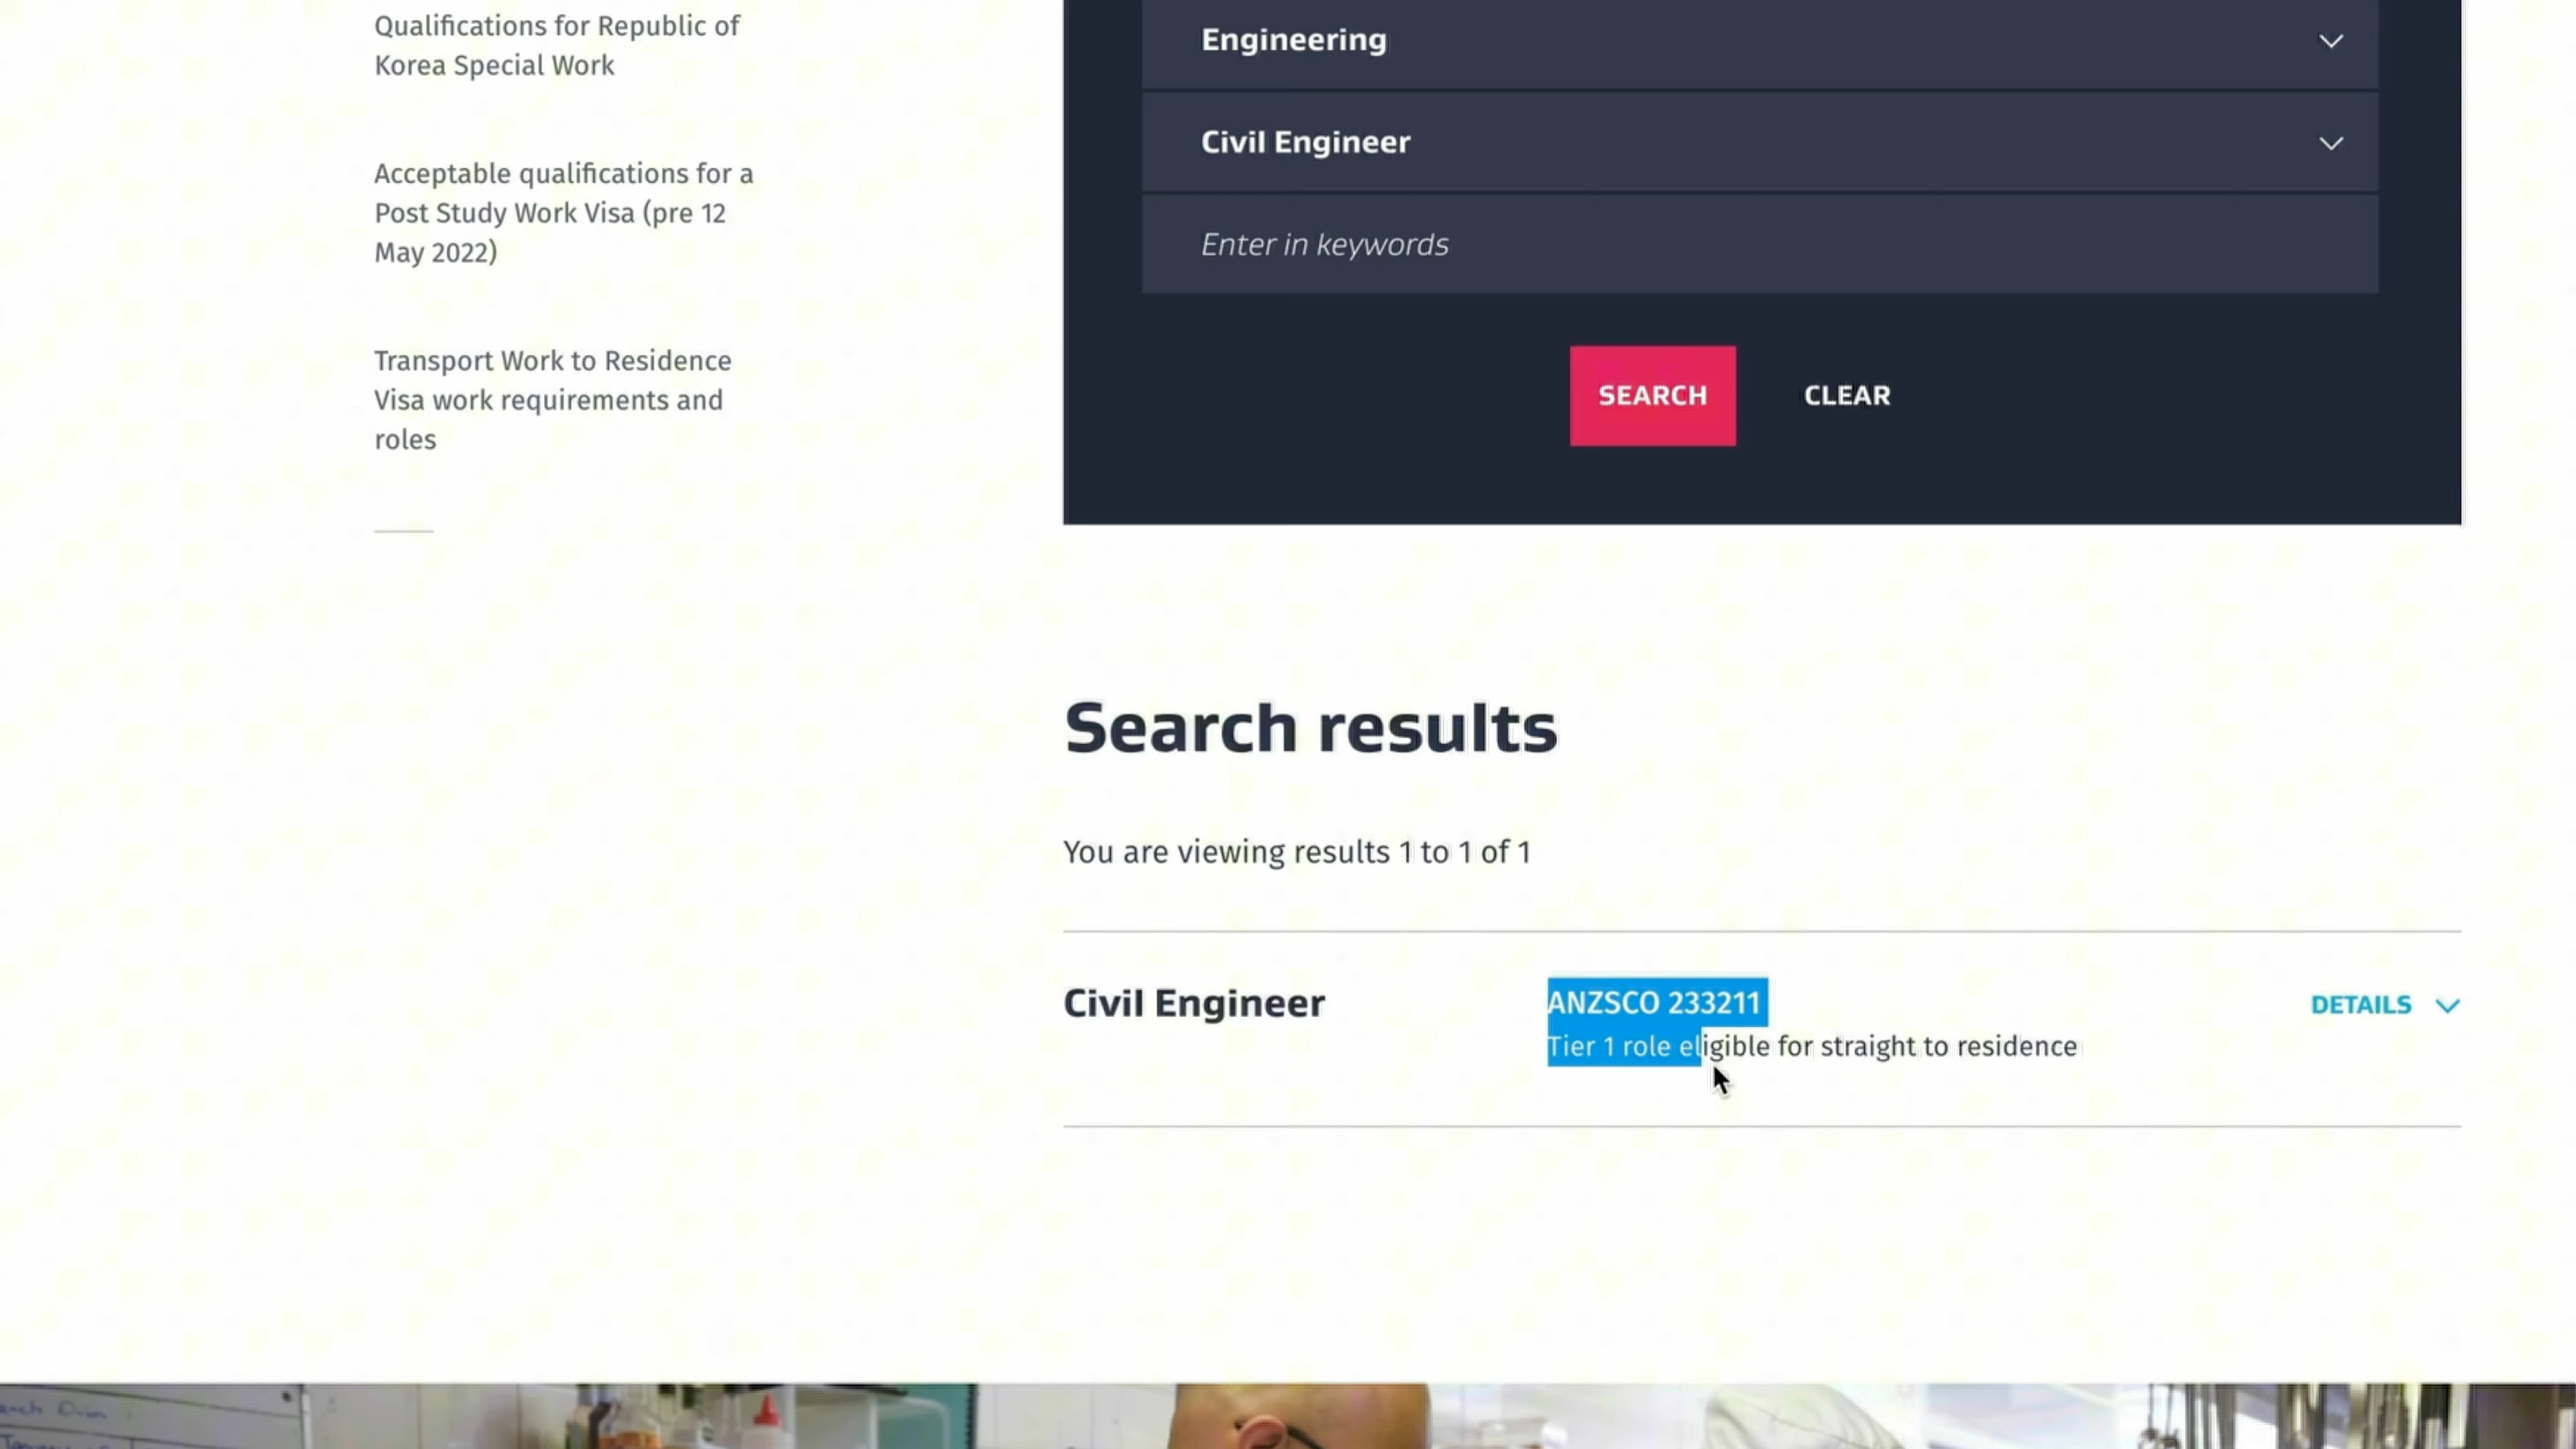 Qualifications for Republic of
Korea Special Work
Acceptable qualifications for a
Post Study Work Visa (pre 12
May 2022)
Transport Work to Residence
Visa work requirements and
roles
Engineering
Civil Engineer
Enter in keywords
SEARCH
CLEAR
Search results
You are viewing results 1 to 1 of 1
Civil Engineer
ANZSCO 233211
Tier 1 role eligible for straight to residence
DETAILS